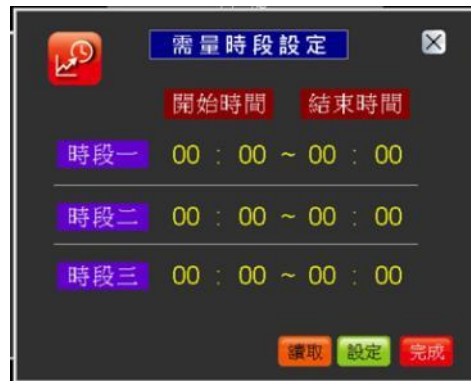 需量時段設定
開始時間 結束時間
時段一 00 : 00 ~ 00 : 00
時段二 00 : 00 ~ 00 : 00
時段三 00 : 00 ~ 00 : 00
讀取 設定 完成